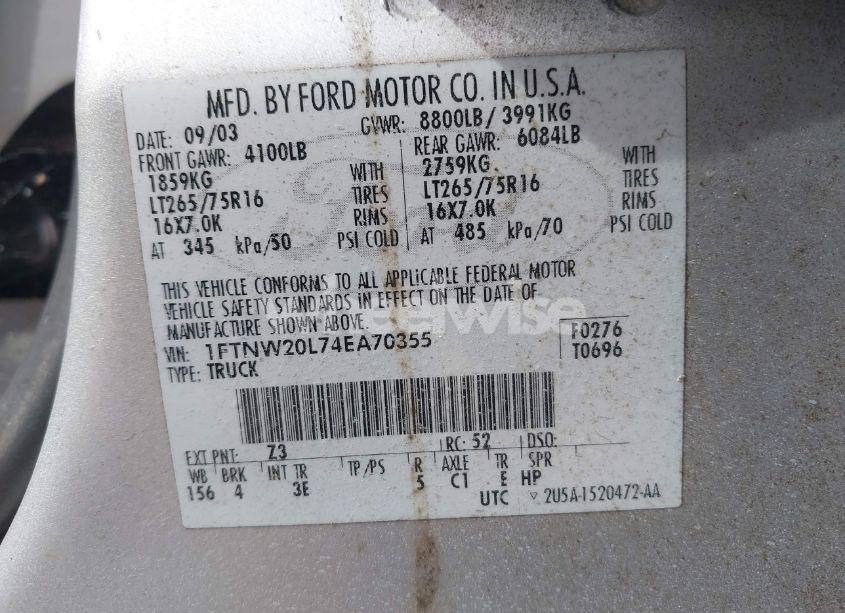 MFD. BY FORD MOTOR CO. IN U.S.A.
DATE: 09/03 GVWR: 8800LB/ 3991KG
FRONT GAWR: 4100LB REAR GAWR: 6084LB
1859KG WITH 2759KG WITH
LT265/75R16 TIRES LT265/75R16 TIRES
16X7.0K RIMS 16X7.0K RIMS
AT 345 kPa/50 PSI COLD AT 485 kPa/70 PSI COLD
THIS VEHICLE CONFORMS TO ALL APPLICABLE FEDERAL MOTOR
VEHICLE SAFETY STANDARDS IN EFFECT ON THE DATE OF
MANUFACTURE SHOWN ABOVE.
VIN: 1FTNW20L74EA70355 F0276
TYPE: TRUCK T0696
EXT PNT: Z3 RC: 52 DSO:
WB BRK INT TR TP/PS R AXLE TR SPR
156 4 3E 5 C1 E HP
UTC ▽ 2U5A-1520472-AA